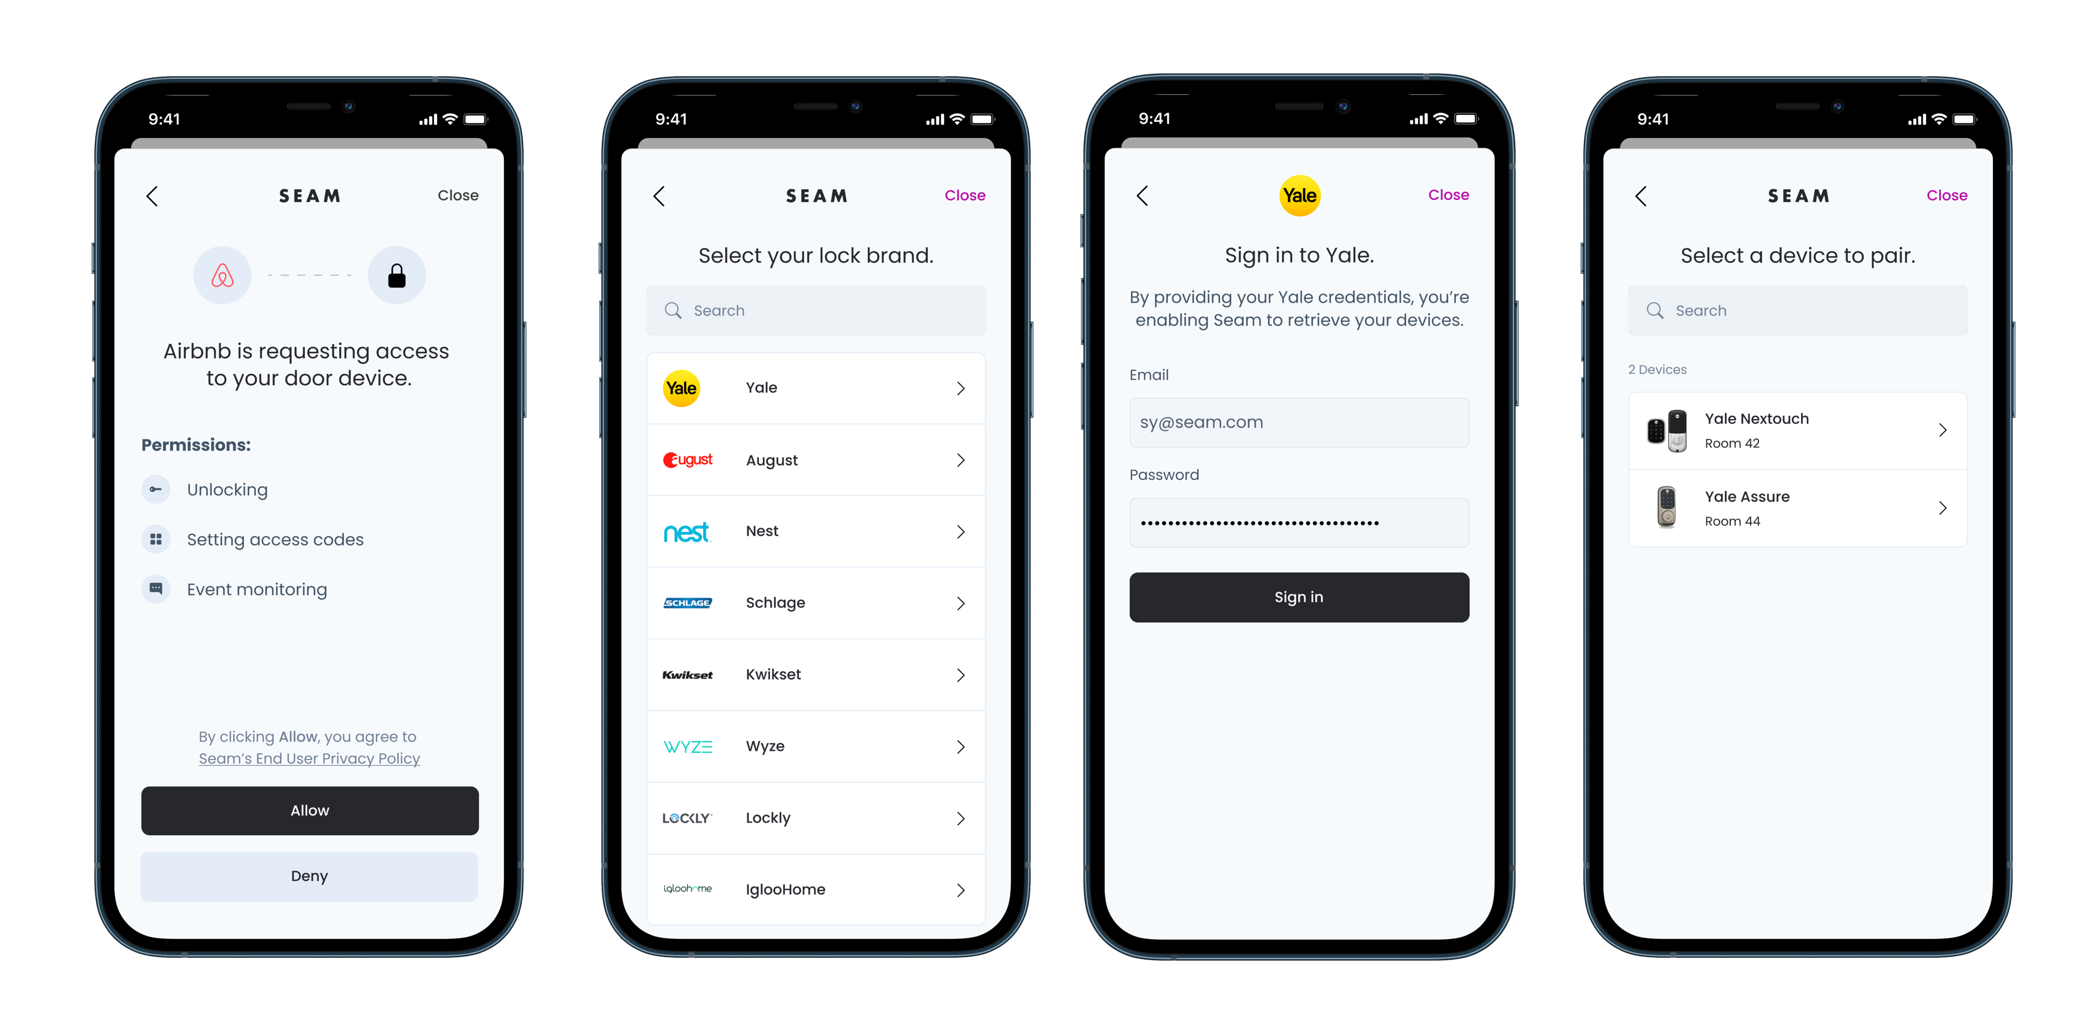 9:41
SEAM
Close
Airbnb is requesting access
to your door device.
Permissions:
Unlocking
Setting access codes
Event monitoring
By clicking Allow, you agree to
Seam's End User Privacy Policy
Allow
Deny
9:41
SEAM
Close
Select your lock brand.
Search
Yale Yale
august August
nest Nest
SCHLAGE Schlage
Kwikset Kwikset
WYZE Wyze
LOCKLY Lockly
igloohome IglooHome
9:41
Yale
Close
Sign in to Yale.
By providing your Yale credentials, you're
enabling Seam to retrieve your devices.
Email
sy@seam.com
Password
Sign in
9:41
SEAM
Close
Select a device to pair.
Search
2 Devices
Yale Nextouch
Room 42
Yale Assure
Room 44